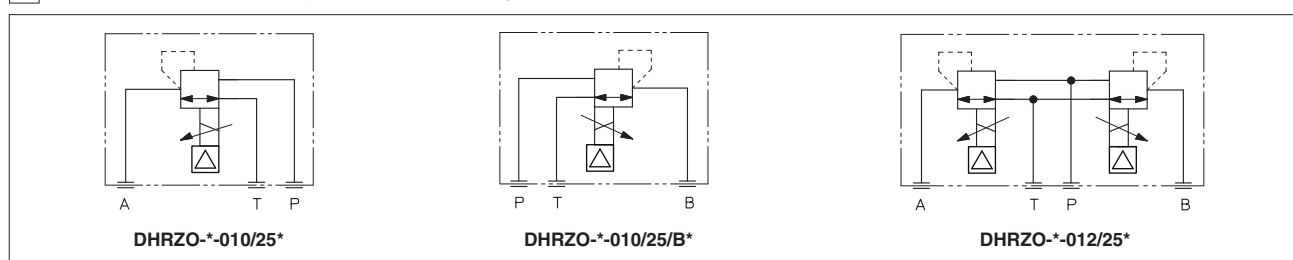 A T P
P T B
A T P B
DHRZO-*-010/25*
DHRZO-*-010/25/B*
DHRZO-*-012/25*